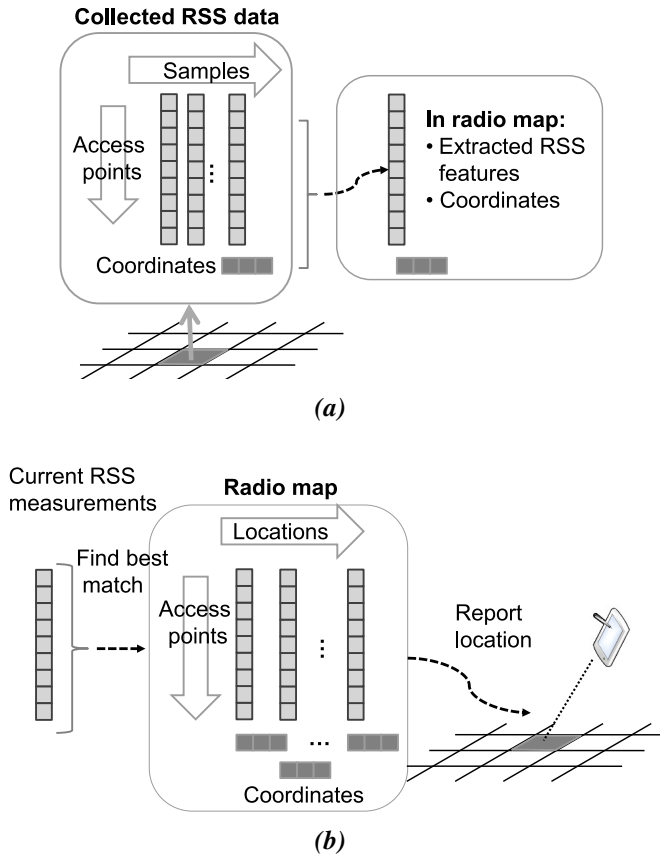 Collected RSS data
Samples
Access
points
⋮
Coordinates
In radio map:
• Extracted RSS
features
• Coordinates
(a)
Current RSS
measurements
Radio map
Locations
Find best
match
Access
points
⋮
...
Coordinates
Report
location
(b)